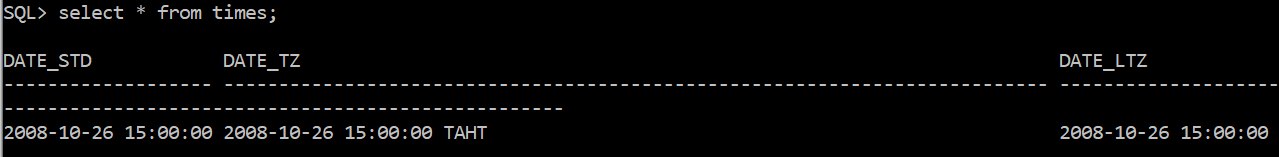 SQL> select * from times;
DATE_STD            DATE_TZ                                                                     DATE_LTZ
------------------- --------------------------------------------------------------------------- --------------------
---------------------------------------------------
2008-10-26 15:00:00 2008-10-26 15:00:00 TAHT                                                    2008-10-26 15:00:00